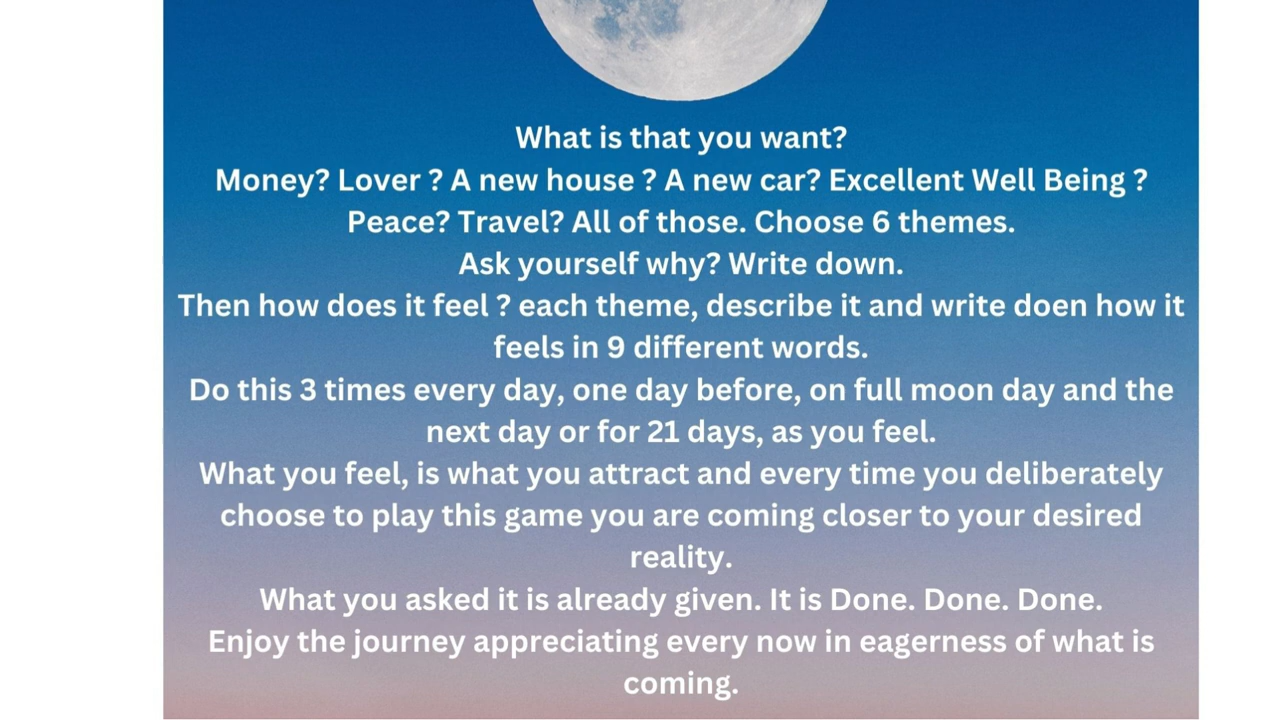 What is that you want?
Money? Lover ? A new house ? A new car? Excellent Well Being ?
Peace? Travel? All of those. Choose 6 themes.
Ask yourself why? Write down.
Then how does it feel ? each theme, describe it and write doen how it
feels in 9 different words.
Do this 3 times every day, one day before, on full moon day and the
next day or for 21 days, as you feel.
What you feel, is what you attract and every time you deliberately
choose to play this game you are coming closer to your desired
reality.
What you asked it is already given. It is Done. Done. Done.
Enjoy the journey appreciating every now in eagerness of what is
coming.